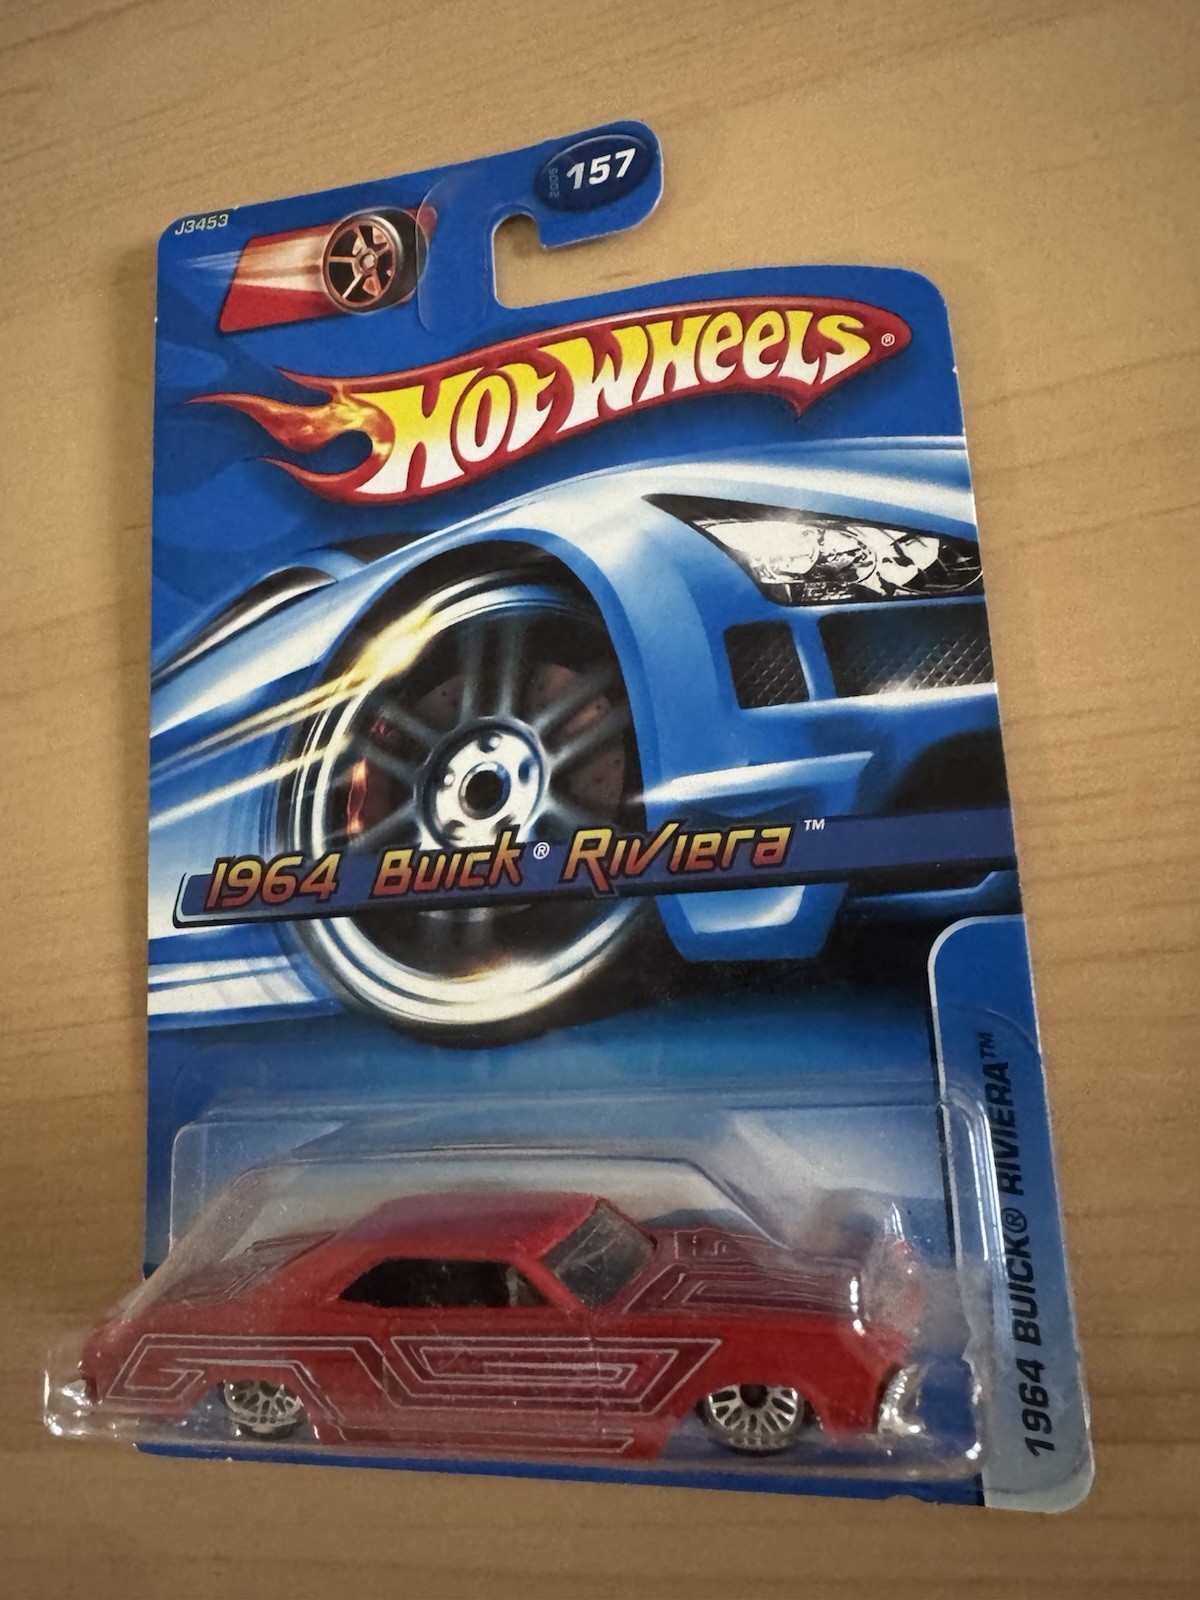 J3453
2006 157
HOT WHEELS®
1964 Buick® Riviera™
1964 BUICK® RIVIERA™